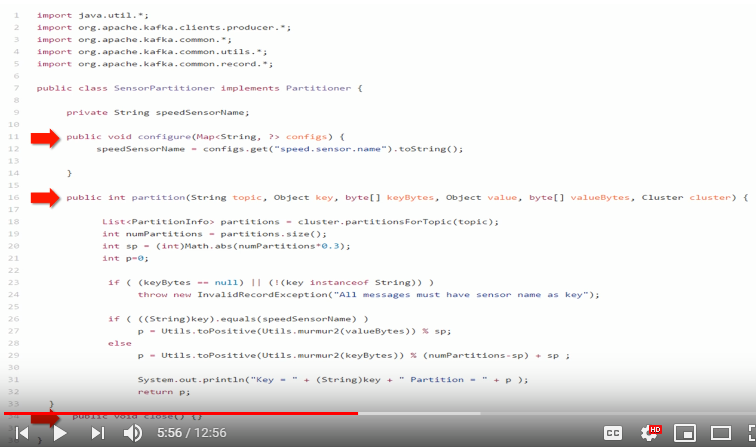 1 import java.util.*;
2 import org.apache.kafka.clients.producer.*;
3 import org.apache.kafka.common.*;
4 import org.apache.kafka.common.utils.*;
5 import org.apache.kafka.common.record.*;
6
7 public class SensorPartitioner implements Partitioner {
8
9 private String speedSensorName;
10
11 public void configure(Map<String, ?> configs) {
12 speedSensorName = configs.get("speed.sensor.name").toString();
13
14 }
15
16 public int partition(String topic, Object key, byte[] keyBytes, Object value, byte[] valueBytes, Cluster cluster) {
17
18 List<PartitionInfo> partitions = cluster.partitionsForTopic(topic);
19 int numPartitions = partitions.size();
20 int sp = (int)Math.abs(numPartitions*0.3);
21 int p=0;
22
23 if ( (keyBytes == null) || (!(key instanceof String)) )
24 throw new InvalidRecordException("All messages must have sensor name as key");
25
26 if ( ((String)key).equals(speedSensorName) )
27 p = Utils.toPositive(Utils.murmur2(valueBytes)) % sp;
28 else
29 p = Utils.toPositive(Utils.murmur2(keyBytes)) % (numPartitions-sp) + sp ;
30
31 System.out.println("Key = " + (String)key + " Partition = " + p );
32 return p;
33 }
34 public void close() {}
}
5:56 / 12:56
CC
HD